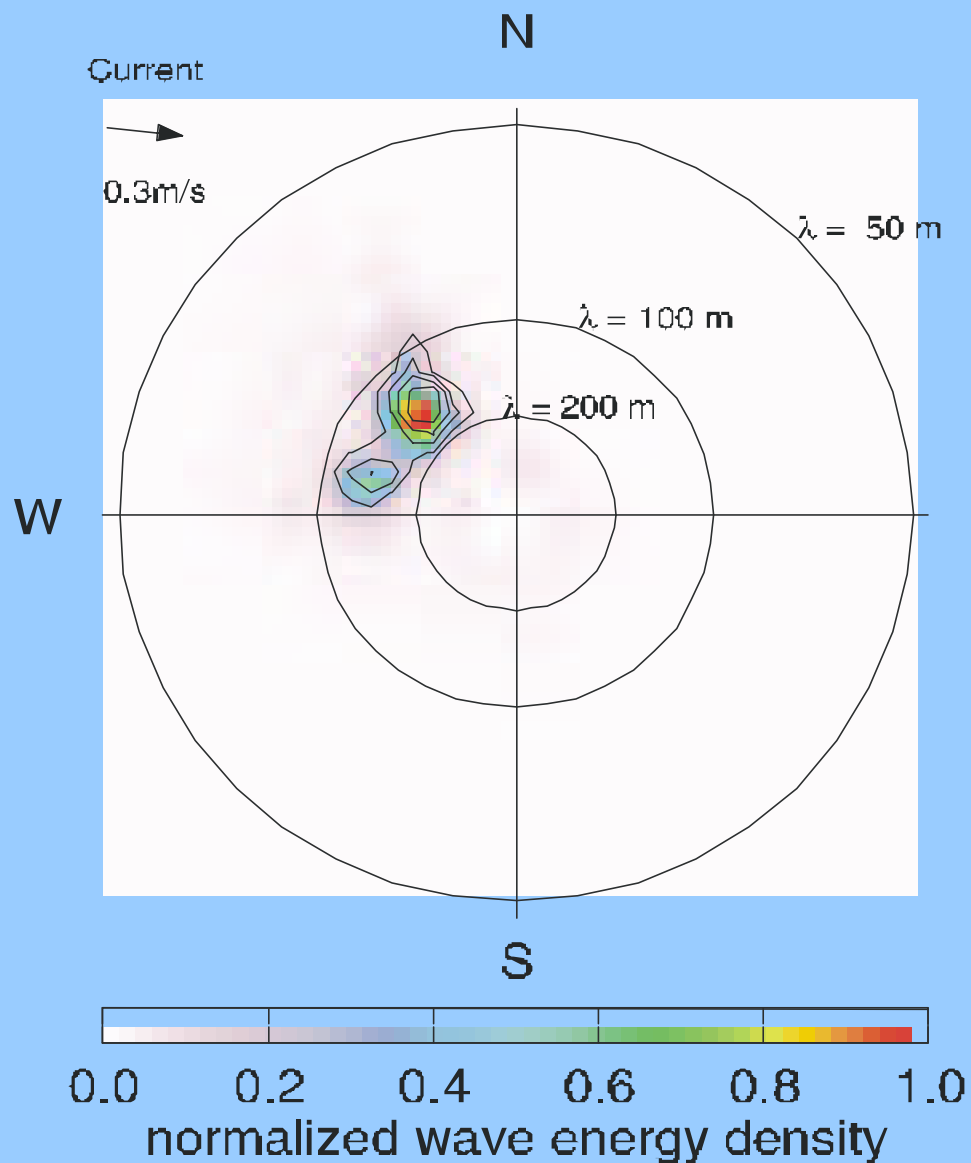 N
Current
0.3m/s
λ = 50 m
λ = 100 m
λ = 200 m
W
S
0.0 0.2 0.4 0.6 0.8 1.0
normalized wave energy density